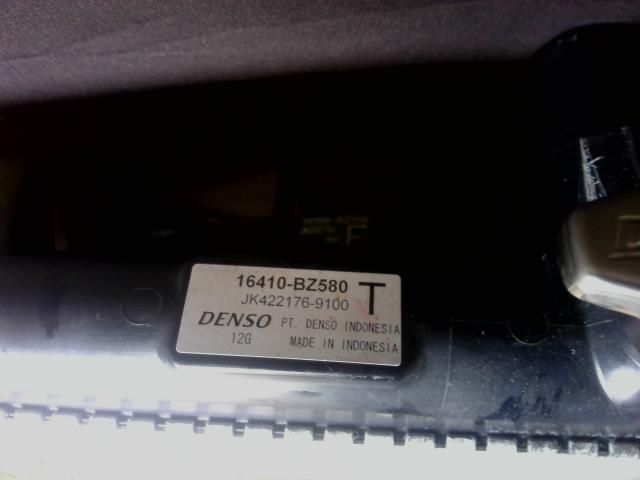 16410-BZ580
JK422176-9100
T
DENSO PT. DENSO INDONESIA
12G MADE IN INDONESIA
F